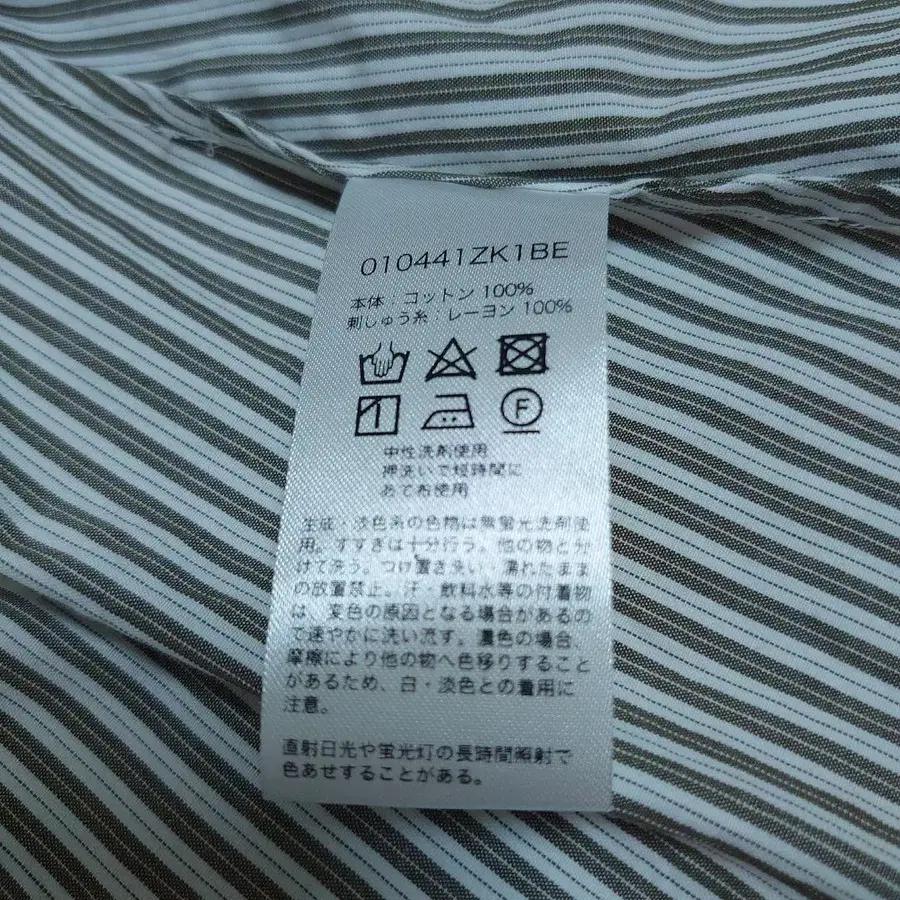 010441ZK1BE
本体：コットン 100%
刺しゅう糸：レーヨン 100%
F
中性洗剤使用
押洗いで短時間に
あて布使用
生成・淡色系の色物は無蛍光洗剤使
用。すすぎは十分行う。他の物と分
けて洗う。つけ置き洗い・濡れたまま
の放置禁止。汗・飲料水等の付着物
は、変色の原因となる場合があるの
で速やかに洗い流す。濃色の場合、
摩擦により他の物へ色移りすること
があるため、白・淡色との着用に
注意。
直射日光や蛍光灯の長時間照射で
色あせすることがある。